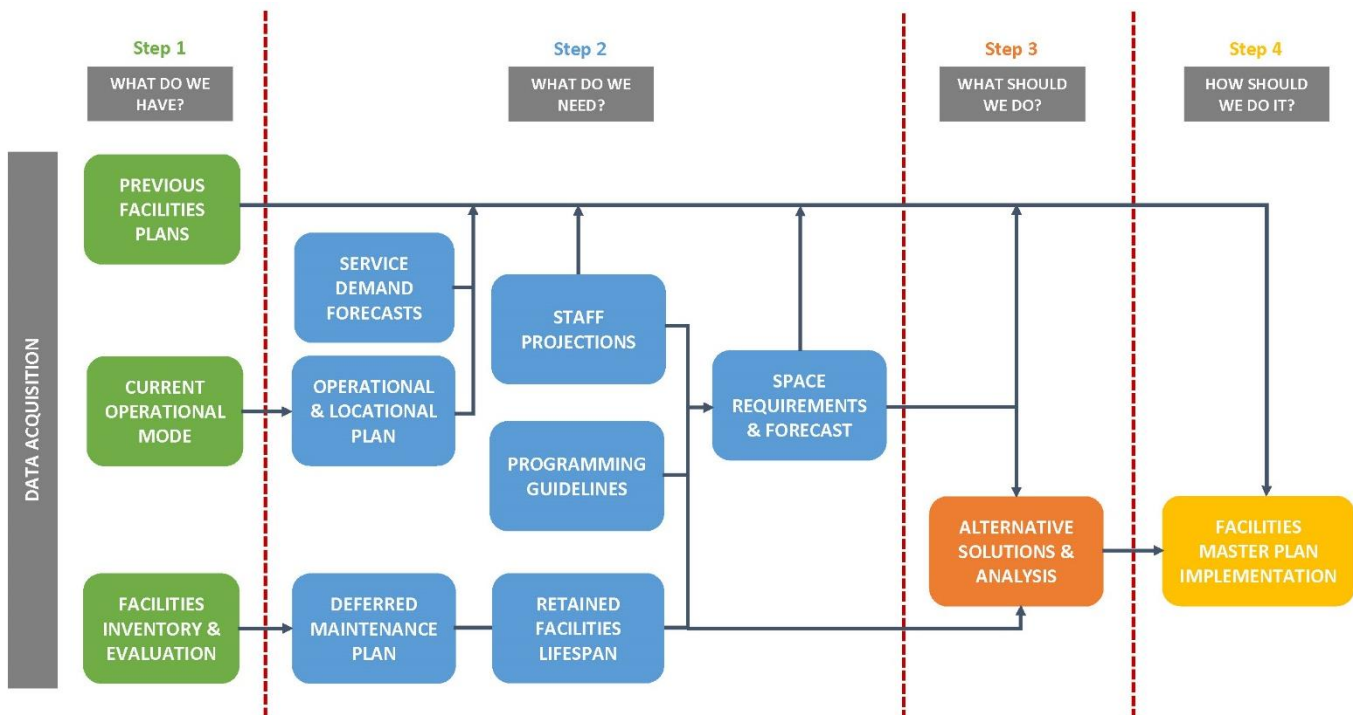 Step 1
WHAT DO WE
HAVE?
Step 2
WHAT DO WE
NEED?
Step 3
WHAT SHOULD
WE DO?
Step 4
HOW SHOULD
WE DO IT?
DATA ACQUISITION
PREVIOUS
FACILITIES
PLANS
CURRENT
OPERATIONAL
MODE
FACILITIES
INVENTORY &
EVALUATION
SERVICE
DEMAND
FORECASTS
OPERATIONAL
& LOCATIONAL
PLAN
DEFERRED
MAINTENANCE
PLAN
STAFF
PROJECTIONS
PROGRAMMING
GUIDELINES
RETAINED
FACILITIES
LIFESPAN
SPACE
REQUIREMENTS
& FORECAST
ALTERNATIVE
SOLUTIONS &
ANALYSIS
FACILITIES
MASTER PLAN
IMPLEMENTATION